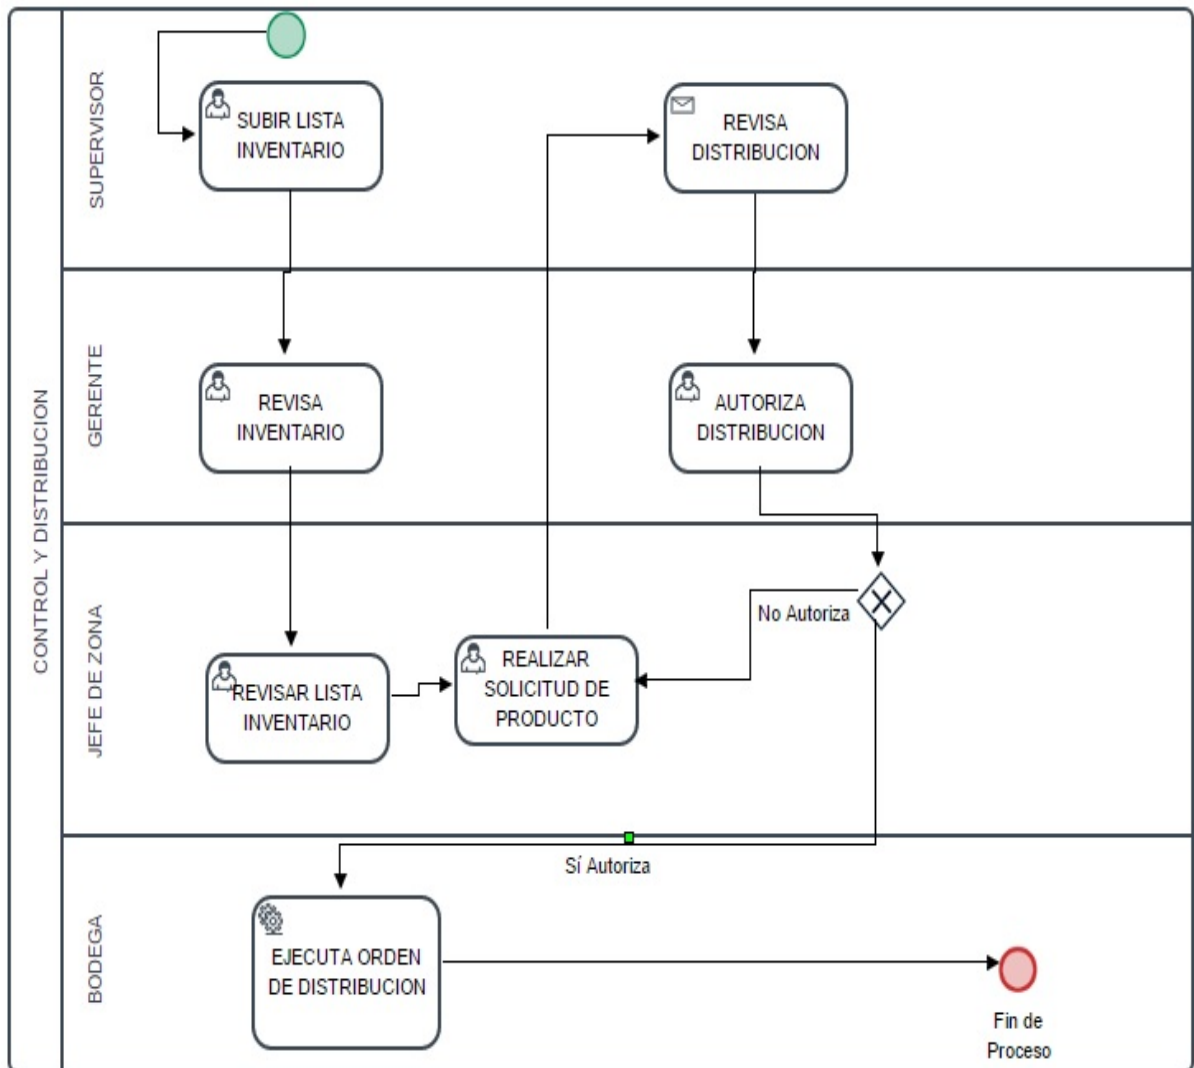 CONTROL Y DISTRIBUCION
SUPERVISOR
SUBIR LISTA
INVENTARIO
REVISA
DISTRIBUCION
GERENTE
REVISA
INVENTARIO
AUTORIZA
DISTRIBUCION
JEFE DE ZONA
REVISAR LISTA
INVENTARIO
REALIZAR
SOLICITUD DE
PRODUCTO
No Autoriza
Sí Autoriza
BODEGA
EJECUTA ORDEN
DE DISTRIBUCION
Fin de
Proceso